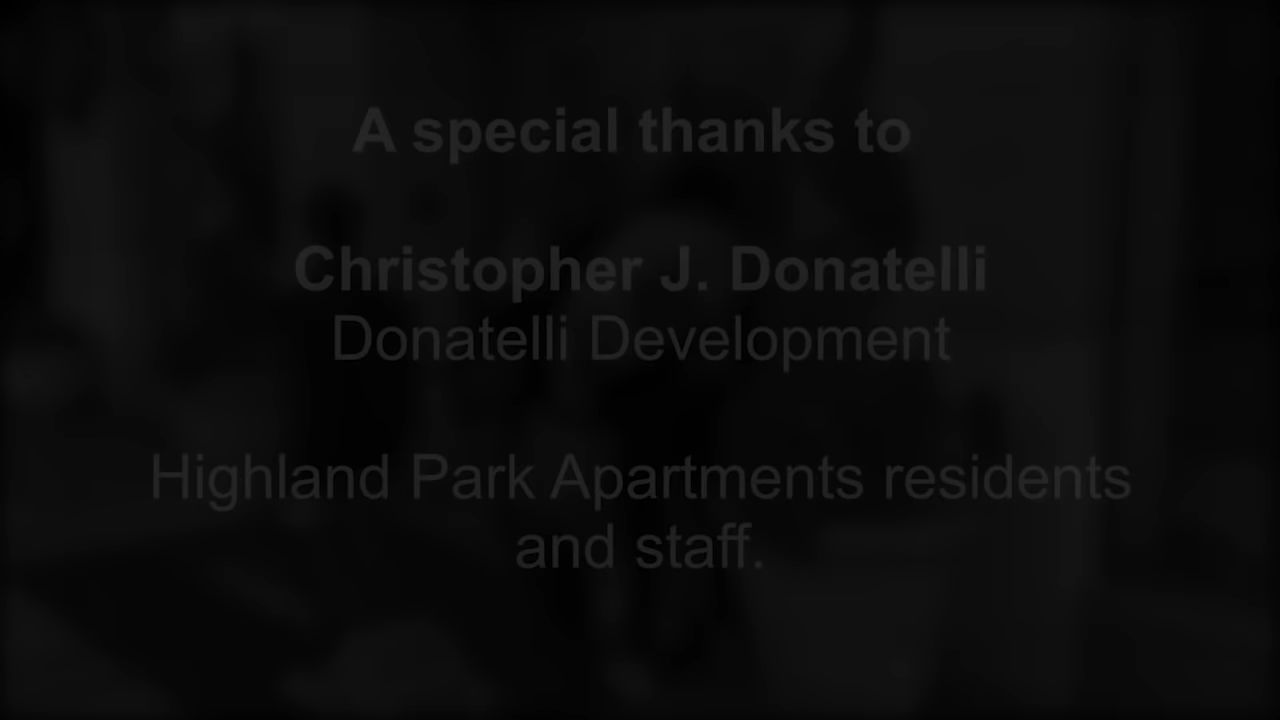 A special thanks to
Christopher J. Donatelli
Donatelli Development
Highland Park Apartments residents
and staff.